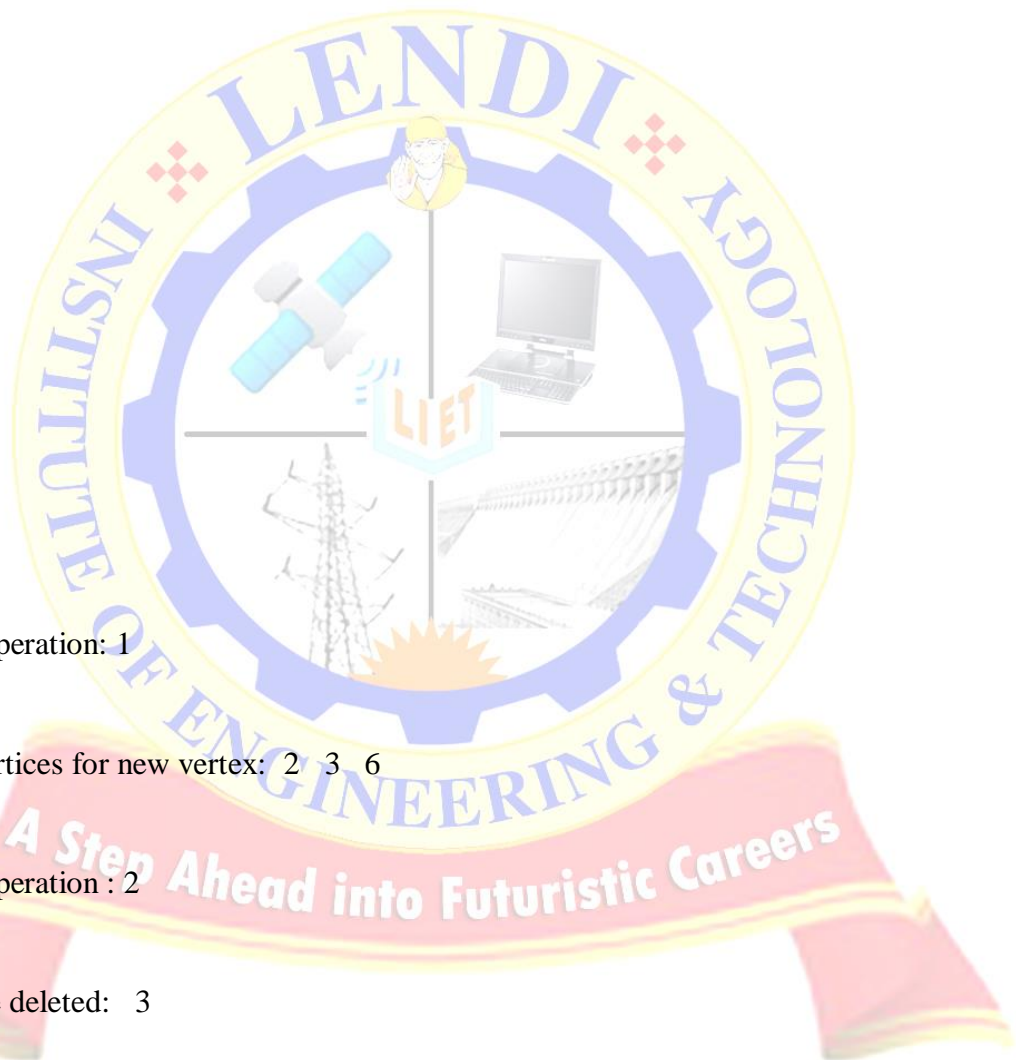 LENDI
INSTITUTE OF ENGINEERING & TECHNOLOGY
LIET
peration: 1
rtices for new vertex: 2 3 6
A Step Ahead into Futuristic Careers
peration : 2
deleted: 3